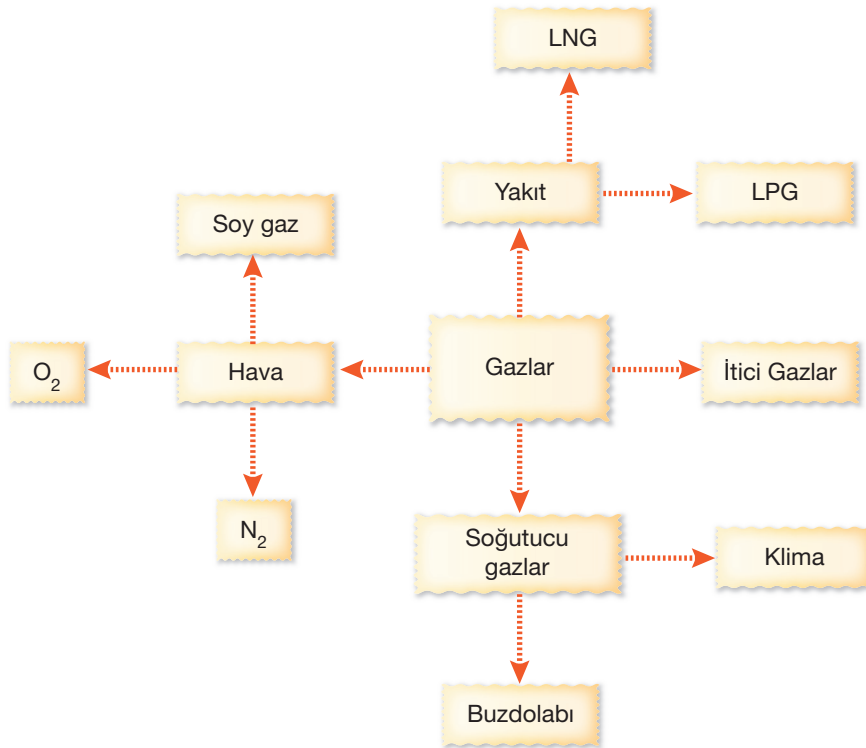 LNG
Yakıt
LPG
Soy gaz
O₂
Hava
Gazlar
İtici Gazlar
N₂
Soğutucu
gazlar
Klima
Buzdolabı